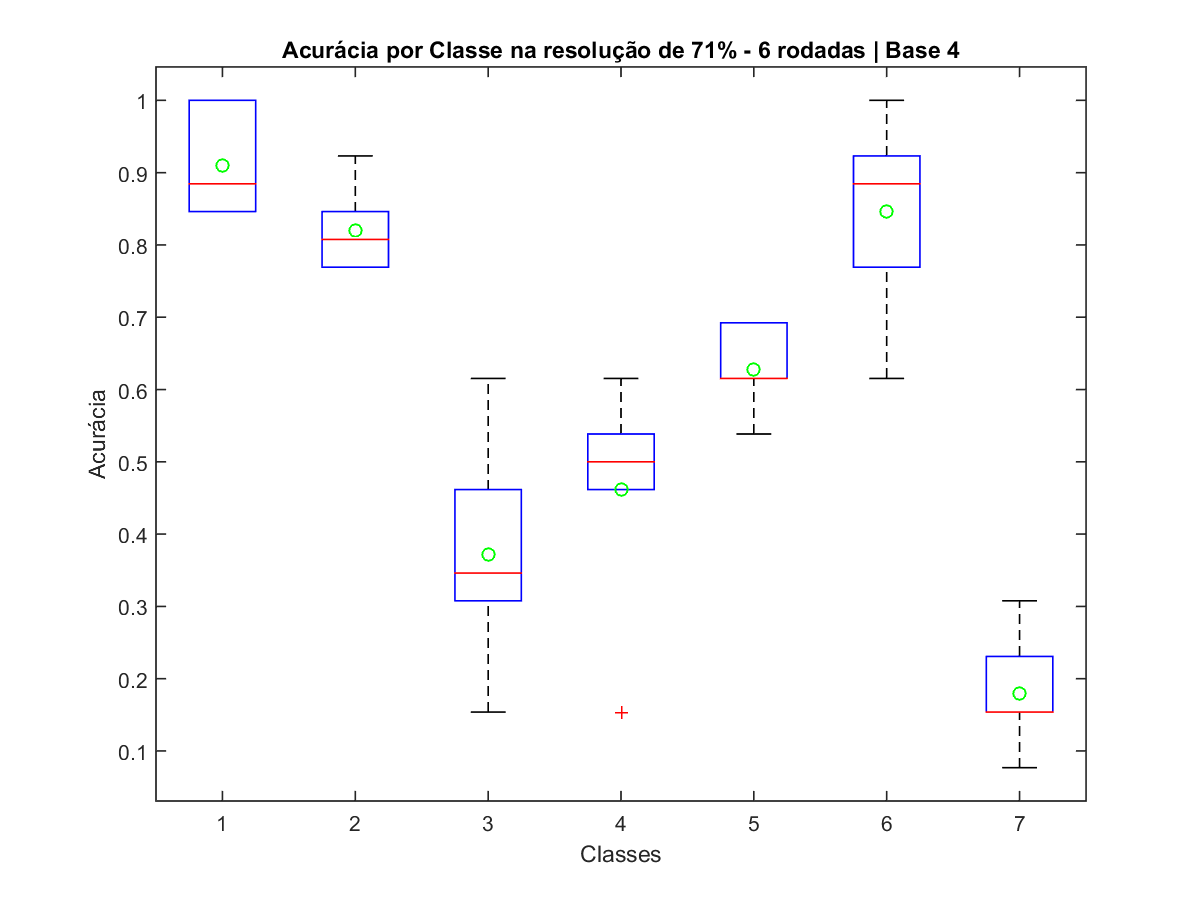 Acurácia por Classe na resolução de 71% - 6 rodadas | Base 4
1
0.9
0.8
0.7
0.6
0.5
0.4
0.3
0.2
0.1
Acurácia
1 2 3 4 5 6 7
Classes